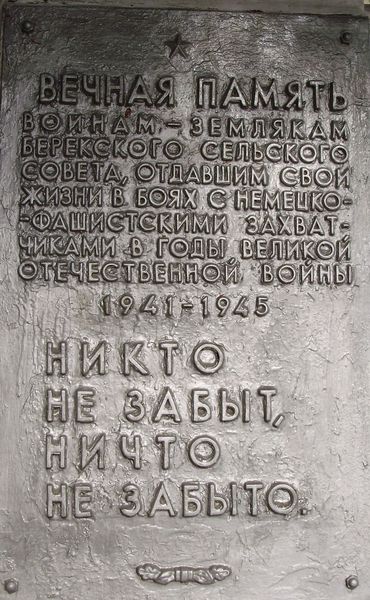 ВЕЧНАЯ ПАМЯТЬ
ВОИНАМ-ЗЕМЛЯКАМ
БЕРЕКСКОГО СЕЛЬСКОГО
СОВЕТА, ОТДАВШИМ СВОИ
ЖИЗНИ В БОЯХ С НЕМЕЦКО-
-ФАШИСТСКИМИ ЗАХВАТ-
ЧИКАМИ В ГОДЫ ВЕЛИКОЙ
ОТЕЧЕСТВЕННОЙ ВОЙНЫ
1941-1945
НИКТО
НЕ ЗАБЫТ,
НИЧТО
НЕ ЗАБЫТО.